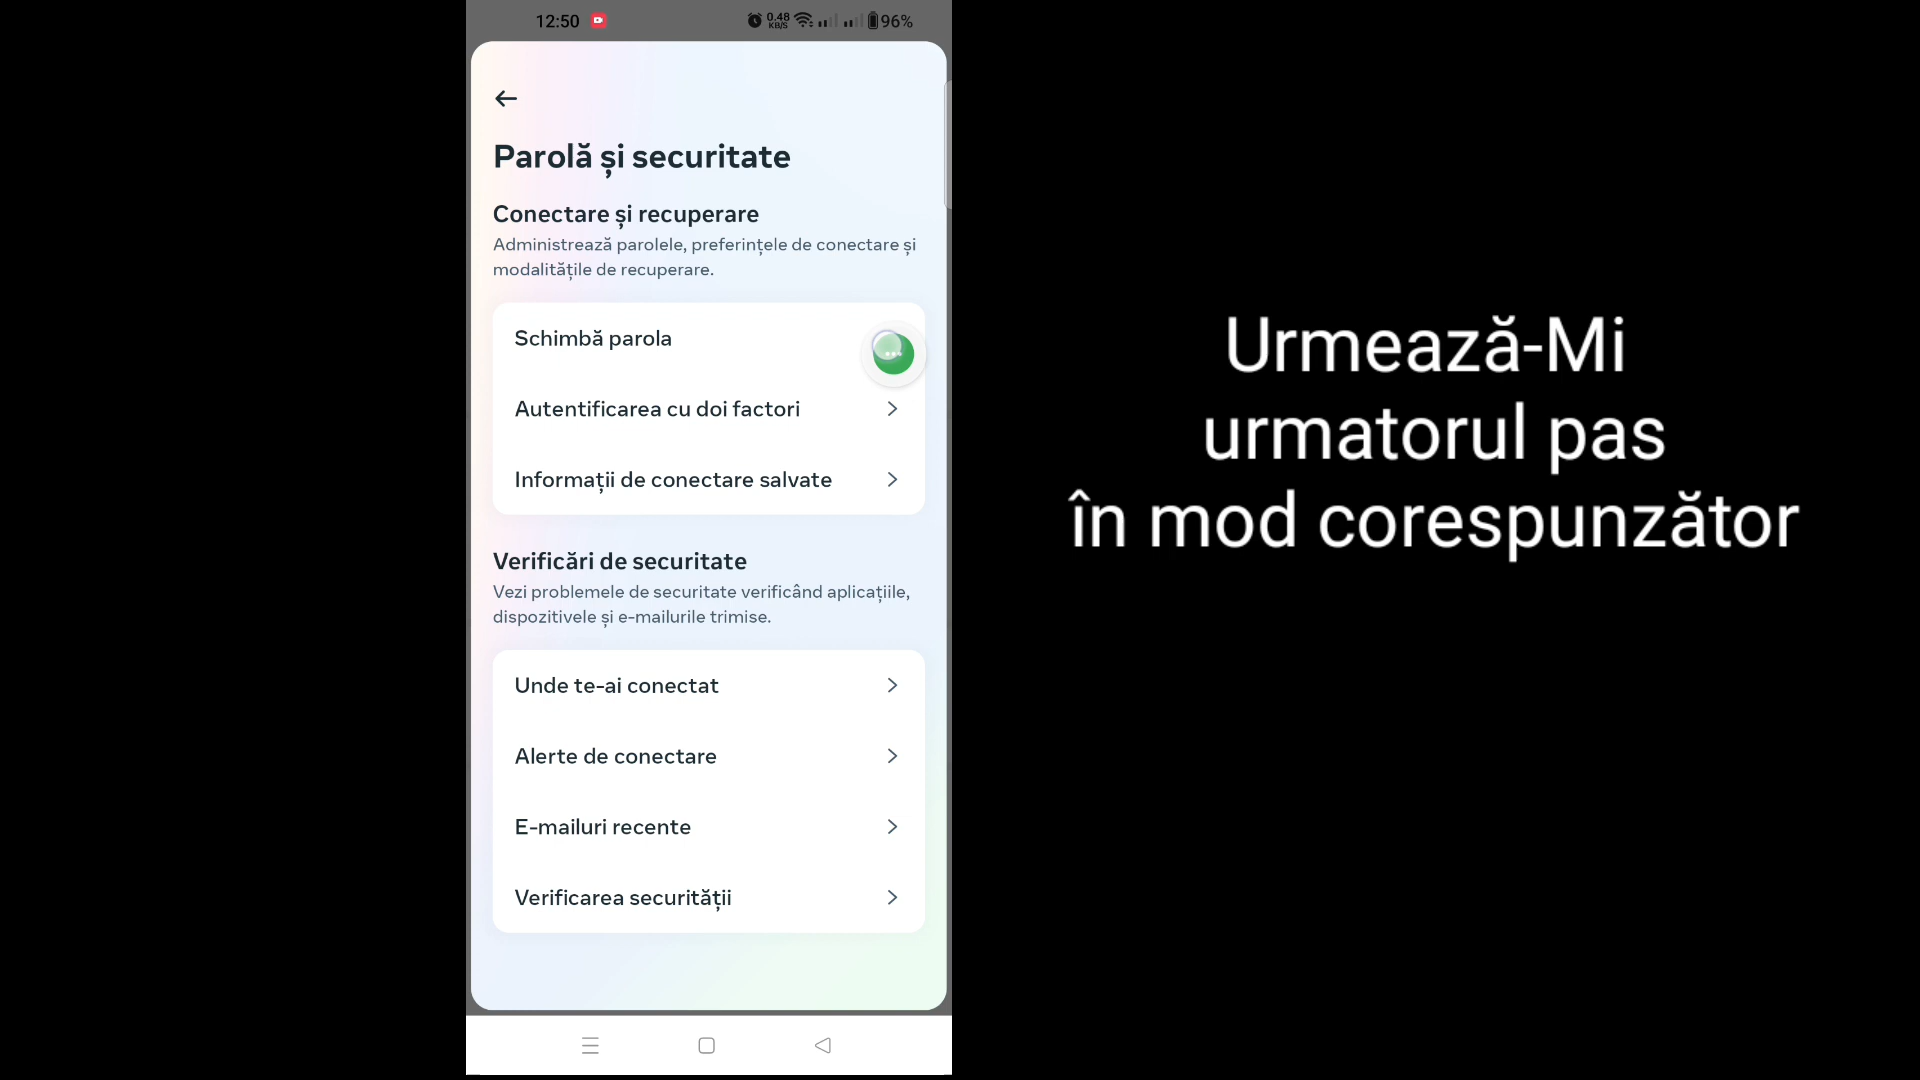 12:50
0.48 KB/S 96%
Parolă și securitate
Conectare și recuperare
Administrează parolele, preferințele de conectare și
modalitățile de recuperare.
Schimbă parola
Autentificarea cu doi factori
Informații de conectare salvate
Verificări de securitate
Vezi problemele de securitate verificând aplicațiile,
dispozitivele și e-mailurile trimise.
Unde te-ai conectat
Alerte de conectare
E-mailuri recente
Verificarea securității
Urmează-Mi
urmatorul pas
în mod corespunzător